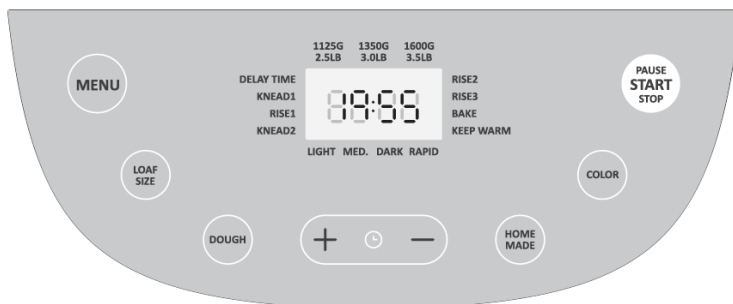 1125G 1350G 1600G
2.5LB 3.0LB 3.5LB
MENU
DELAY TIME
KNEAD1
RISE1
KNEAD2
19:55
RISE2
RISE3
BAKE
KEEP WARM
LIGHT MED. DARK RAPID
PAUSE
START
STOP
LOAF
SIZE
COLOR
DOUGH
+ −
HOME
MADE